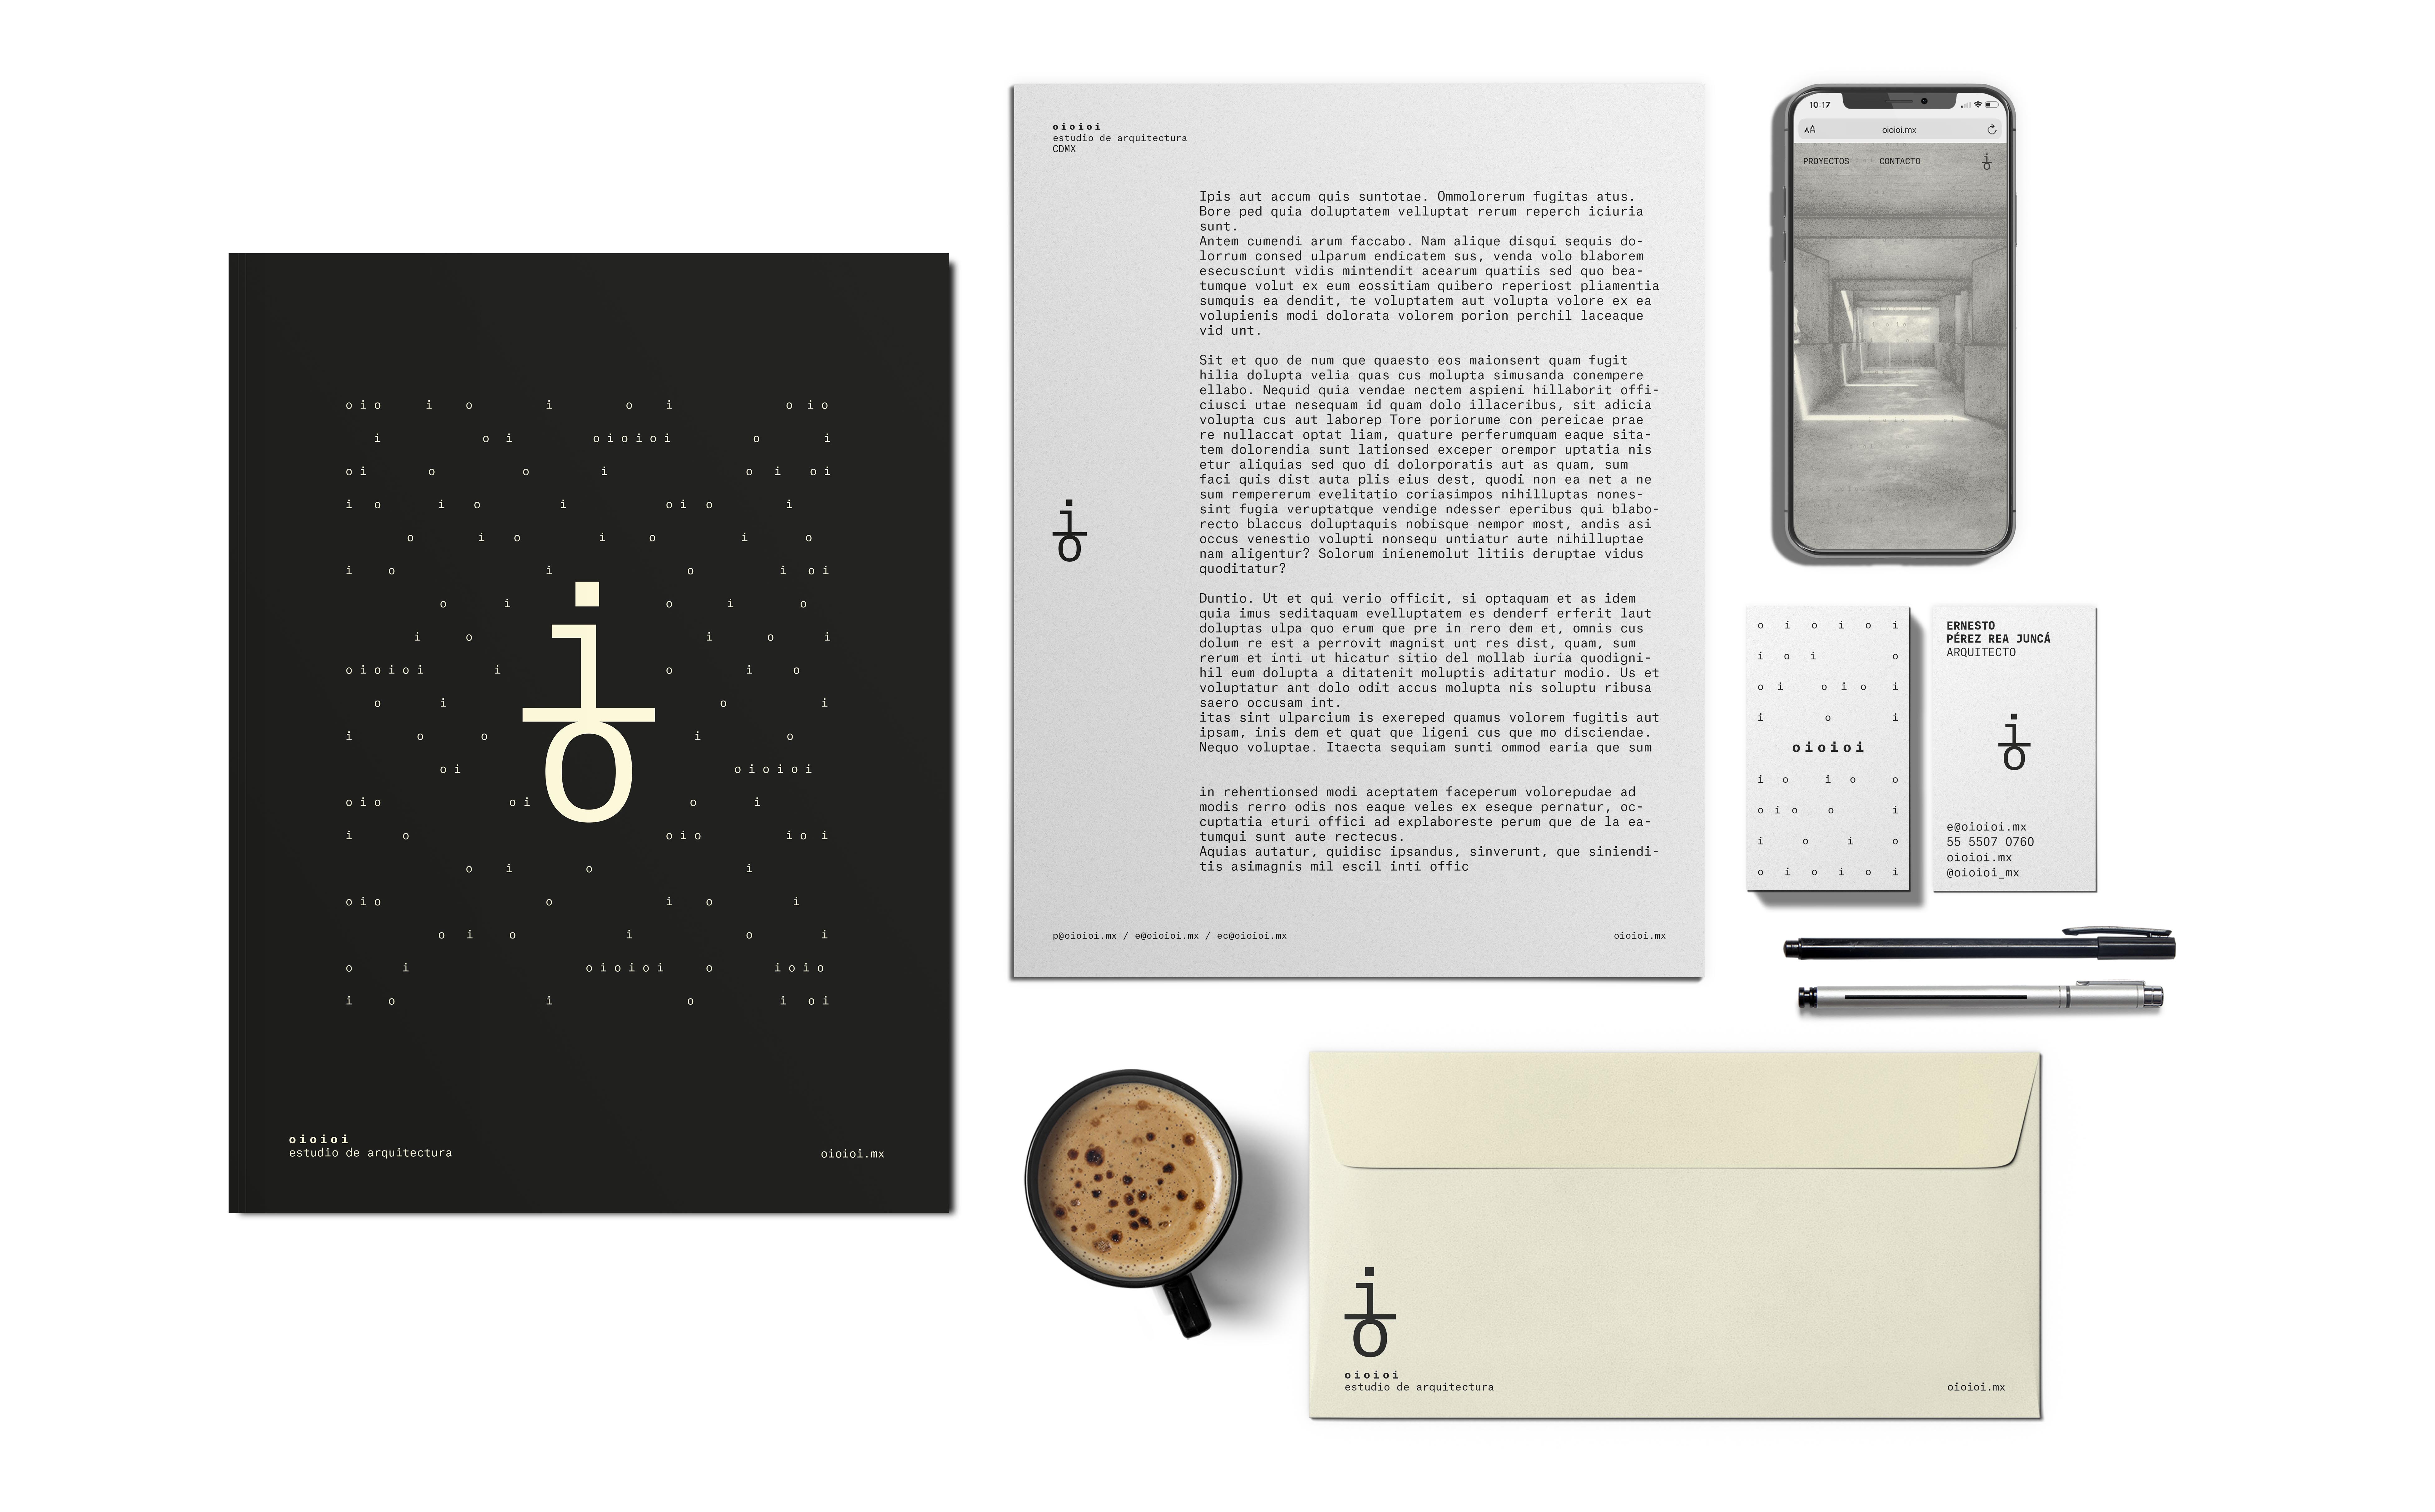 oio i o i o i o io
i o i oioioi o i
oi o o i o i oi
i o i o i oi o i
o i o i o i o
i o i o i oi
o i o i o
i o i o i
oioioi i o i o
o i o i
i o o i o
oi oioioi
oio oi o i
i o oio io i
o i o i
oio o i o i
o i o i o i
o i oioioi o ioio
i o i o i oi
i
o
oioioi
estudio de arquitectura
oioioi.mx
oioioi
estudio de arquitectura
CDMX
Ipis aut accum quis suntotae. Ommolorerum fugitas atus.
Bore ped quia doluptatem velluptat rerum reperch iciuria
sunt.
Antem cumendi arum faccabo. Nam alique disqui sequis do-
lorrum consed ulparum endicatem sus, venda volo blaborem
esecusciunt vidis mintendit acearum quatiis sed quo bea-
tumque volut ex eum eossitiam quibero reperiost pliamentia
sumquis ea dendit, te voluptatem aut volupta volore ex ea
volupienis modi dolorata volorem porion perchil laceaque
vid unt.
Sit et quo de num que quaesto eos maionsent quam fugit
hilia dolupta velia quas cus molupta simusanda conempere
ellabo. Nequid quia vendae nectem aspieni hillaborit offi-
ciusci utae nesequam id quam dolo illaceribus, sit adicia
volupta cus aut laborep Tore poriorume con pereicae prae
re nullaccat optat liam, quature perferumquam eaque sita-
tem dolorendia sunt lationsed exceper orempor uptatia nis
etur aliquias sed quo di dolorporatis aut as quam, sum
faci quis dist auta plis eius dest, quodi non ea net a ne
sum rempererum evelitatio coriasimpos nihilluptas nones-
sint fugia veruptatque vendige ndesser eperibus qui blabo-
recto blaccus doluptaquis nobisque nempor most, andis asi
occus venestio volupti nonsequ untiatur aute nihilluptae
nam aligentur? Solorum inienemolut litiis deruptae vidus
quoditatur?
Duntio. Ut et qui verio officit, si optaquam et as idem
quia imus seditaquam evelluptatem es denderf erferit laut
doluptas ulpa quo erum que pre in rero dem et, omnis cus
dolum re est a perrovit magnist unt res dist, quam, sum
rerum et inti ut hicatur sitio del mollab iuria quodigni-
hil eum dolupta a ditatenit moluptis aditatur modio. Us et
voluptatur ant dolo odit accus molupta nis soluptu ribusa
saero occusam int.
itas sint ulparcium is exereped quamus volorem fugitis aut
ipsam, inis dem et quat que ligeni cus que mo disciendae.
Nequo voluptae. Itaecta sequiam sunti ommod earia que sum
in rehentionsed modi aceptatem faceperum volorepudae ad
modis rerro odis nos eaque veles ex eseque pernatur, oc-
cuptatia eturi offici ad explaboreste perum que de la ea-
tumqui sunt aute rectecus.
Aquias autatur, quidisc ipsandus, sinverunt, que siniendi-
tis asimagnis mil escil inti offic
i
o
p@oioioi.mx / e@oioioi.mx / ec@oioioi.mx
oioioi.mx
10:17
AA
oioioi.mx
PROYECTOS
CONTACTO
i
o
o i o i o i
i o i o
o i o i o i
i o i
oioioi
i o i o o
o i o o i
i o i o
o i o i o i
ERNESTO
PÉREZ REA JUNCÁ
ARQUITECTO
i
o
e@oioioi.mx
55 5507 0760
oioioi.mx
@oioioi_mx
i
o
oioioi
estudio de arquitectura
oioioi.mx